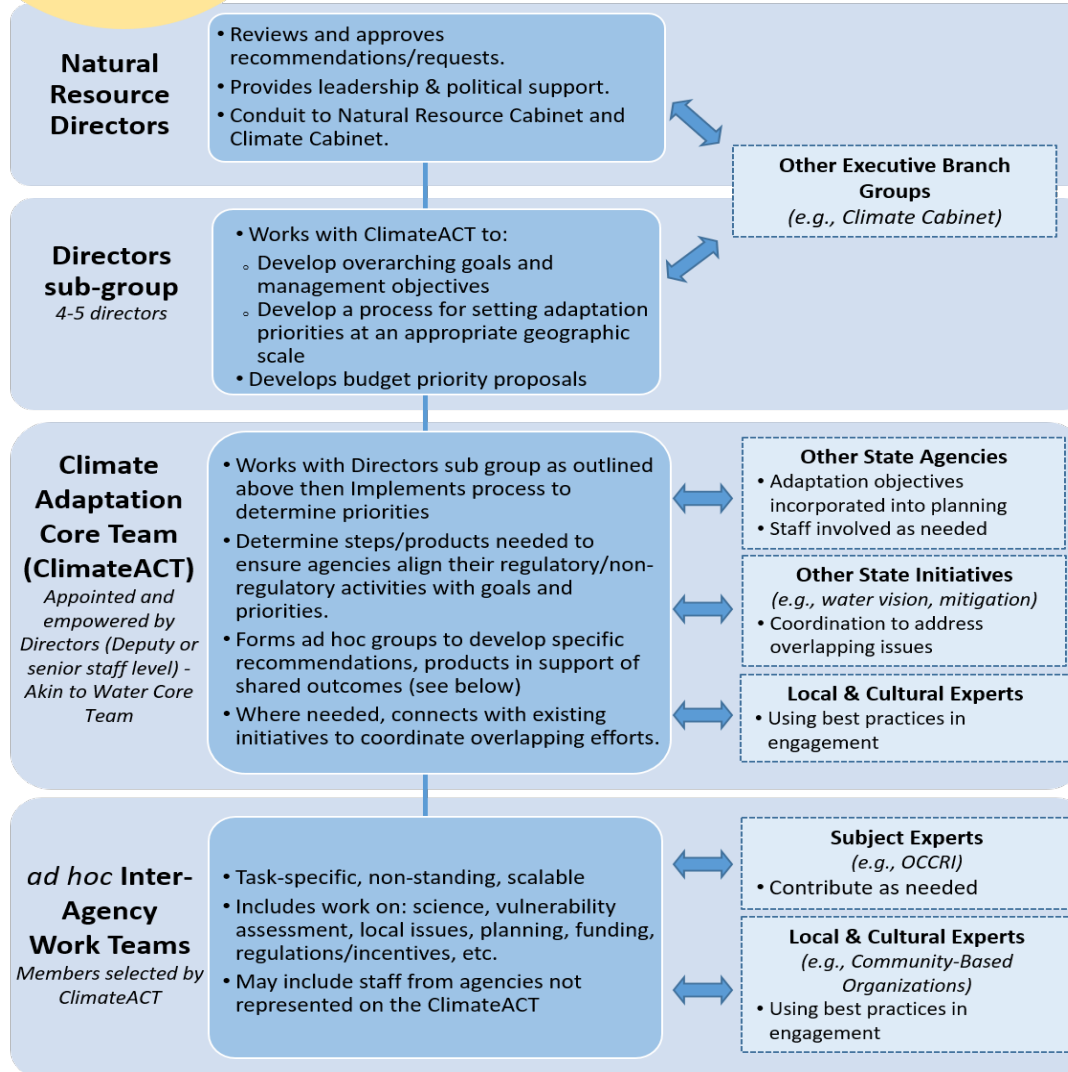 Natural
Resource
Directors
• Reviews and approves
recommendations/requests.
• Provides leadership & political support.
• Conduit to Natural Resource Cabinet and
Climate Cabinet.
Other Executive Branch
Groups
(e.g., Climate Cabinet)
Directors
sub-group
4-5 directors
• Works with ClimateACT to:
◦ Develop overarching goals and
management objectives
◦ Develop a process for setting adaptation
priorities at an appropriate geographic
scale
• Develops budget priority proposals
Climate
Adaptation
Core Team
(ClimateACT)
Appointed and
empowered by
Directors (Deputy or
senior staff level) -
Akin to Water Core
Team
• Works with Directors sub group as outlined
above then Implements process to
determine priorities
• Determine steps/products needed to
ensure agencies align their regulatory/non-
regulatory activities with goals and
priorities.
• Forms ad hoc groups to develop specific
recommendations, products in support of
shared outcomes (see below)
• Where needed, connects with existing
initiatives to coordinate overlapping efforts.
Other State Agencies
• Adaptation objectives
incorporated into planning
• Staff involved as needed
Other State Initiatives
(e.g., water vision, mitigation)
• Coordination to address
overlapping issues
Local & Cultural Experts
• Using best practices in
engagement
ad hoc Inter-
Agency
Work Teams
Members selected by
ClimateACT
• Task-specific, non-standing, scalable
• Includes work on: science, vulnerability
assessment, local issues, planning, funding,
regulations/incentives, etc.
• May include staff from agencies not
represented on the ClimateACT
Subject Experts
(e.g., OCCRI)
• Contribute as needed
Local & Cultural Experts
(e.g., Community-Based
Organizations)
• Using best practices in
engagement